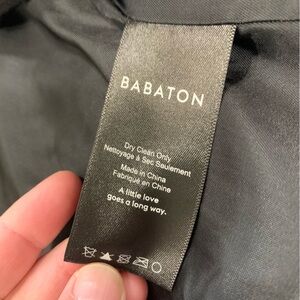 BABATON
Dry Clean Only
Nettoyage à Sec Seulement
Made in China
Fabriqué en Chine
A little love
goes a long way.